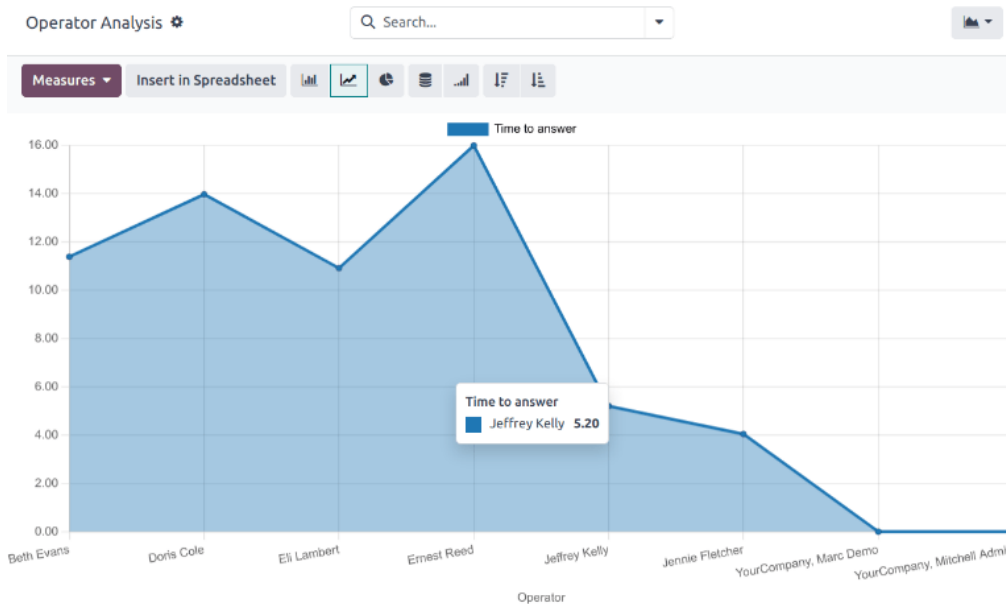 Operator Analysis
Search...
Measures
Insert in Spreadsheet
Time to answer
16.00
14.00
12.00
10.00
8.00
6.00
4.00
2.00
0.00
Time to answer
Jeffrey Kelly 5.20
Beth Evans
Doris Cole
Eli Lambert
Ernest Reed
Jeffrey Kelly
Jennie Fletcher
YourCompany, Marc Demo
YourCompany, Mitchell Admi
Operator